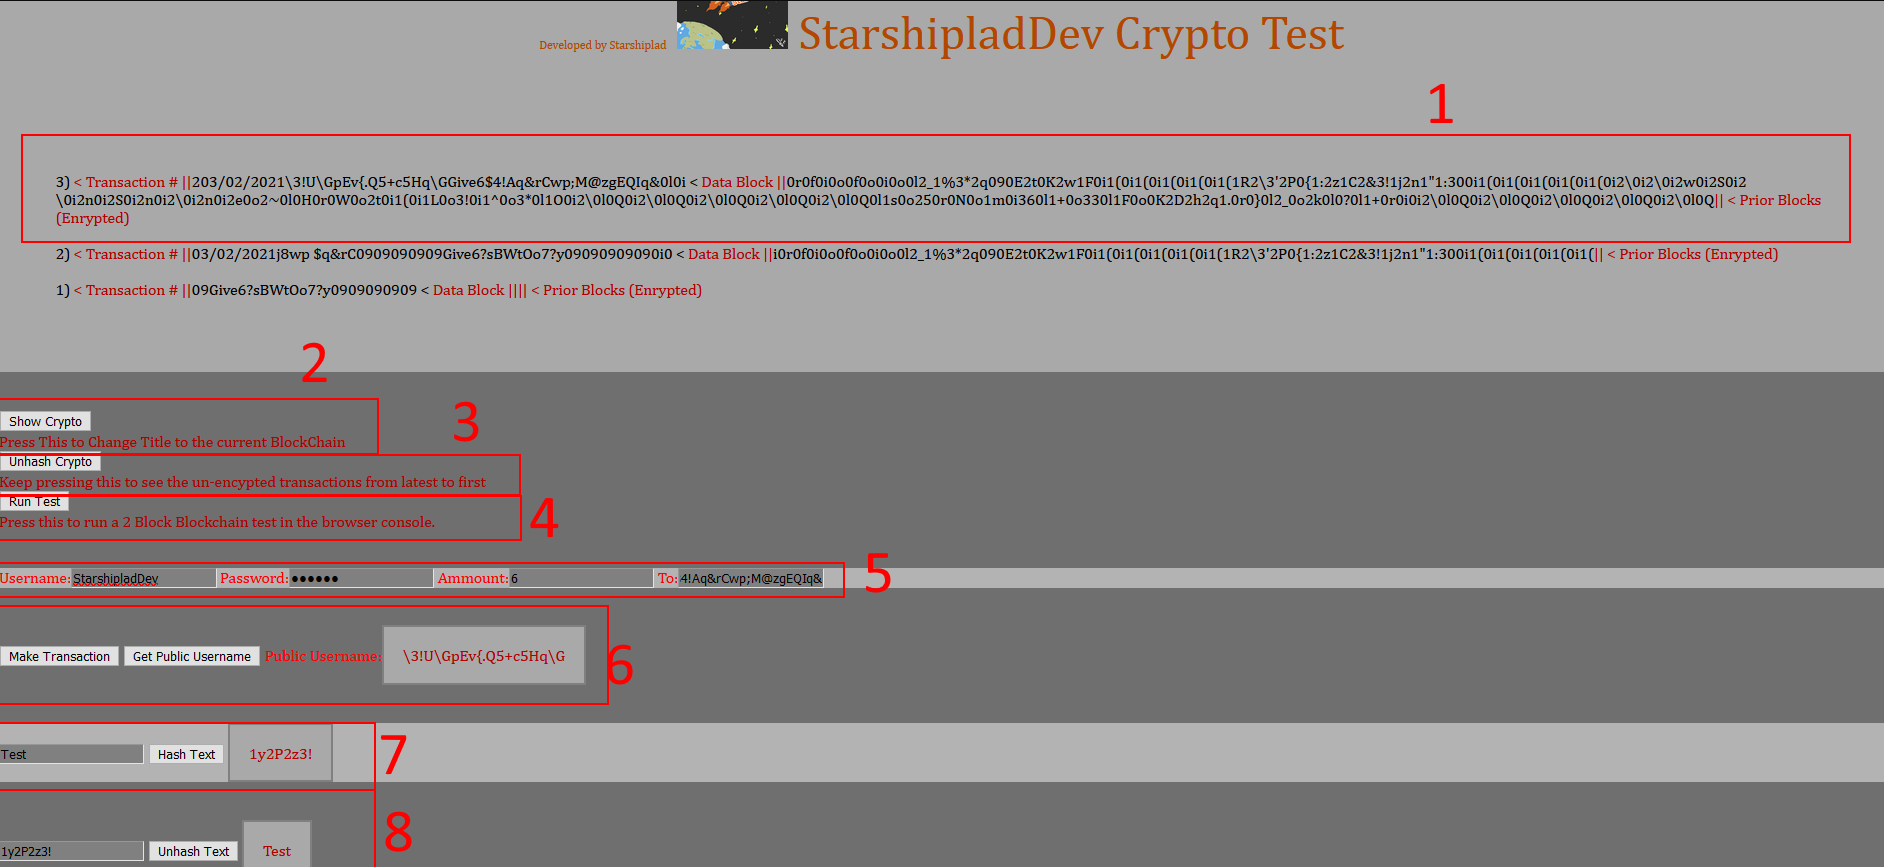 Developed by Starshiplad StarshipladDev Crypto Test
1
3) < Transaction # ||203/02/2021\3!U\GpEv{.Q5+c5Hq\GGive6$4!Aq&rCwp;M@zgEQIq&0l0i < Data Block ||0r0f0i0o0f0o0i0o0l2_1%3*2q090E2t0K2w1F0i1(0i1(0i1(0i1(0i1(0i1(1R2\3'2P0{1:2z1C2&3!1j2n1"1:300i1(0i1(0i1(0i1(0i1(0i2\0i2\0i2w0i2S0i2
\0i2n0i2S0i2n0i2\0i2n0i2e0o2~0l0H0r0W0o2t0i1(0i1L0o3!0i1^0o3*0l1O0i2\0l0Q0i2\0l0Q0i2\0l0Q0i2\0l0Q0i2\0l0Q0l1s0o250r0N0o1m0i360l1+0o330l1F0o0K2D2h2q1.0r0}0l2_0o2k0l0?0l1+0r0i0i2\0l0Q0i2\0l0Q0i2\0l0Q0i2\0l0Q0i2\0l0Q|| < Prior Blocks
(Enrypted)
2) < Transaction # ||03/02/2021j8wp $q&rC0909090909Give6?sBWtOo7?y09090909090i0 < Data Block ||i0r0f0i0o0f0o0i0o0l2_1%3*2q090E2t0K2w1F0i1(0i1(0i1(0i1(0i1(0i1(1R2\3'2P0{1:2z1C2&3!1j2n1"1:300i1(0i1(0i1(0i1(0i1(|| < Prior Blocks (Enrypted)
1) < Transaction # ||09Give6?sBWtOo7?y0909090909 < Data Block |||| < Prior Blocks (Enrypted)
2
Show Crypto
Press This to Change Title to the current BlockChain
3
Unhash Crypto
Keep pressing this to see the un-encypted transactions from latest to first
Run Test
Press this to run a 2 Block Blockchain test in the browser console.
4
Username: StarshipladDev Password: •••••• Ammount: 6 To: 4!Aq&rCwp;M@zgEQIq&
5
Make Transaction Get Public Username Public Username: \3!U\GpEv{.Q5+c5Hq\G
6
Test Hash Text 1y2P2z3!
7
1y2P2z3! Unhash Text Test
8